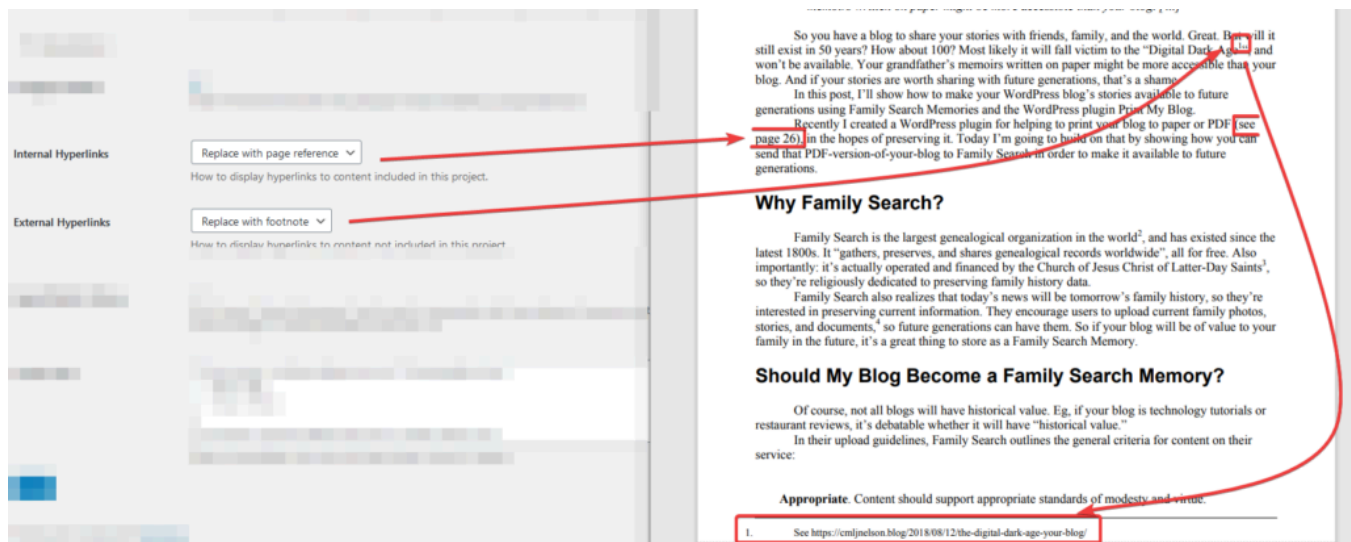 Internal Hyperlinks
Replace with page reference
How to display hyperlinks to content included in this project.
External Hyperlinks
Replace with footnote
How to display hyperlinks to content not included in this project
So you have a blog to share your stories with friends, family, and the world. Great. But will it
still exist in 50 years? How about 100? Most likely it will fall victim to the “Digital Dark Age¹”, and
won’t be available. Your grandfather’s memoirs written on paper might be more accessible than your
blog. And if your stories are worth sharing with future generations, that’s a shame.
In this post, I’ll show how to make your WordPress blog’s stories available to future
generations using Family Search Memories and the WordPress plugin Print My Blog.
Recently I created a WordPress plugin for helping to print your blog to paper or PDF (see
page 26), in the hopes of preserving it. Today I’m going to build on that by showing how you can
send that PDF-version-of-your-blog to Family Search in order to make it available to future
generations.
Why Family Search?
Family Search is the largest genealogical organization in the world², and has existed since the
latest 1800s. It “gathers, preserves, and shares genealogical records worldwide”, all for free. Also
importantly: it’s actually operated and financed by the Church of Jesus Christ of Latter-Day Saints³,
so they’re religiously dedicated to preserving family history data.
Family Search also realizes that today’s news will be tomorrow’s family history, so they’re
interested in preserving current information. They encourage users to upload current family photos,
stories, and documents,⁴ so future generations can have them. So if your blog will be of value to your
family in the future, it’s a great thing to store as a Family Search Memory.
Should My Blog Become a Family Search Memory?
Of course, not all blogs will have historical value. Eg, if your blog is technology tutorials or
restaurant reviews, it’s debatable whether it will have “historical value.”
In their upload guidelines, Family Search outlines the general criteria for content on their
service:
Appropriate. Content should support appropriate standards of modesty and virtue.
1. See https://cmljnelson.blog/2018/08/12/the-digital-dark-age-your-blog/